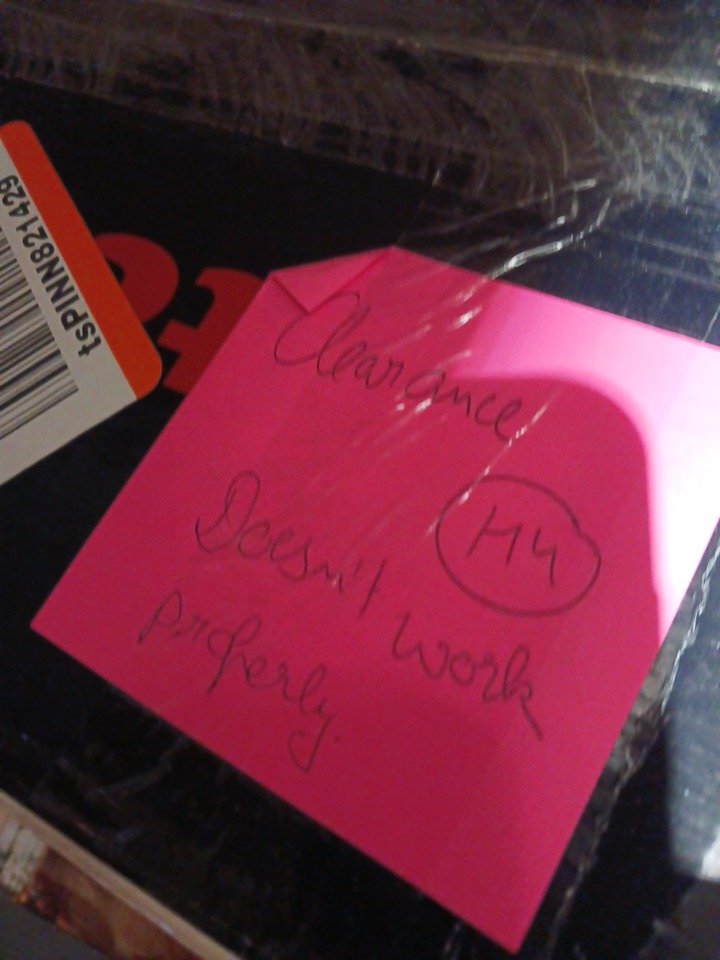 tsPINN821429
Clearance
H4
Doesn't work
properly.